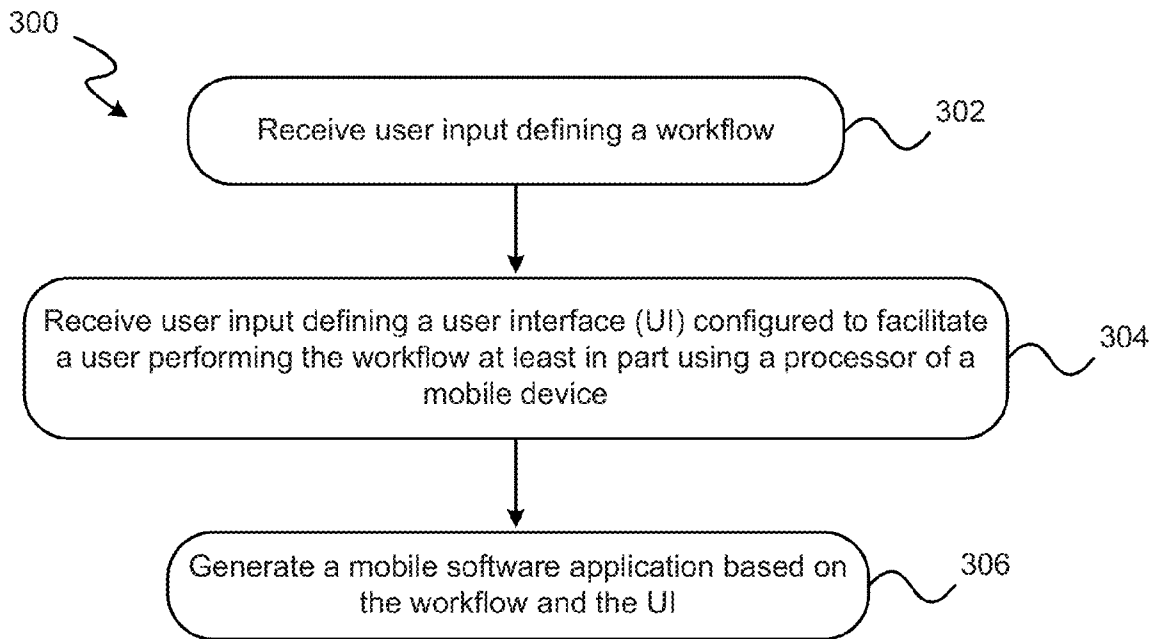 300
Receive user input defining a workflow
302
Receive user input defining a user interface (UI) configured to facilitate
a user performing the workflow at least in part using a processor of a
mobile device
304
Generate a mobile software application based on
the workflow and the UI
306